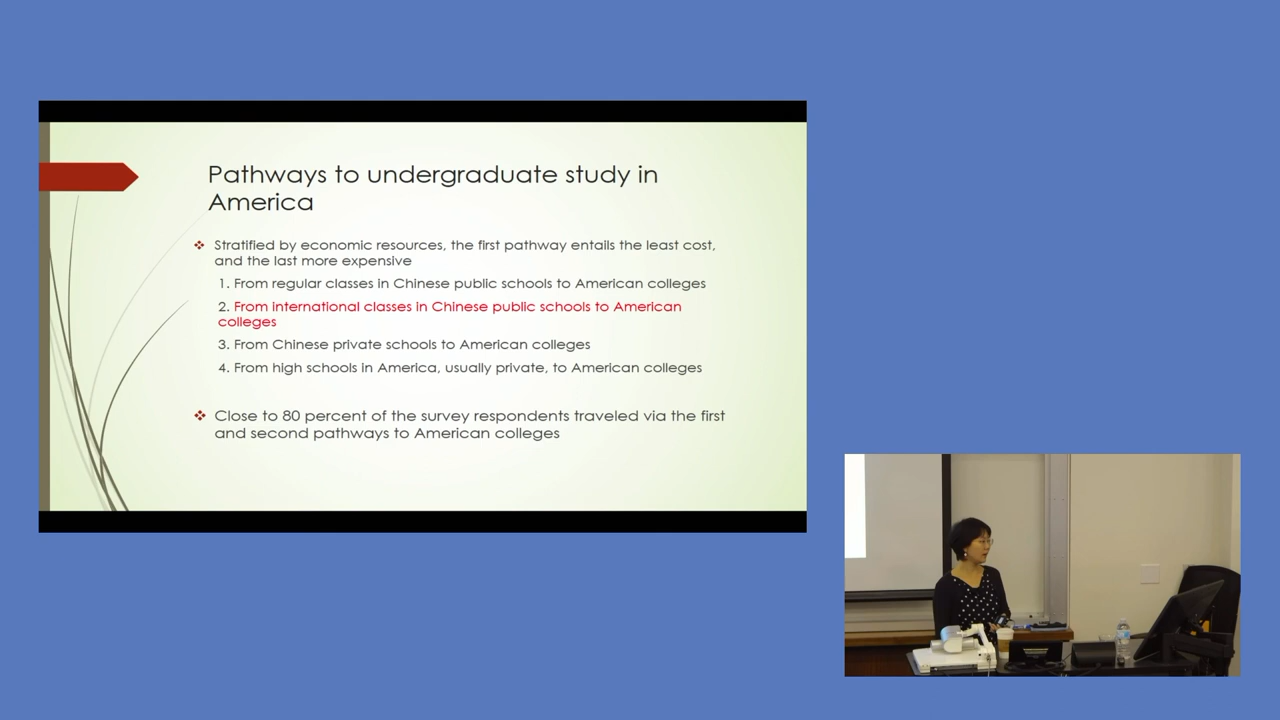 Pathways to undergraduate study in
America
❖ Stratified by economic resources, the first pathway entails the least cost,
and the last more expensive
1. From regular classes in Chinese public schools to American colleges
2. From international classes in Chinese public schools to American
colleges
3. From Chinese private schools to American colleges
4. From high schools in America, usually private, to American colleges
❖ Close to 80 percent of the survey respondents traveled via the first
and second pathways to American colleges